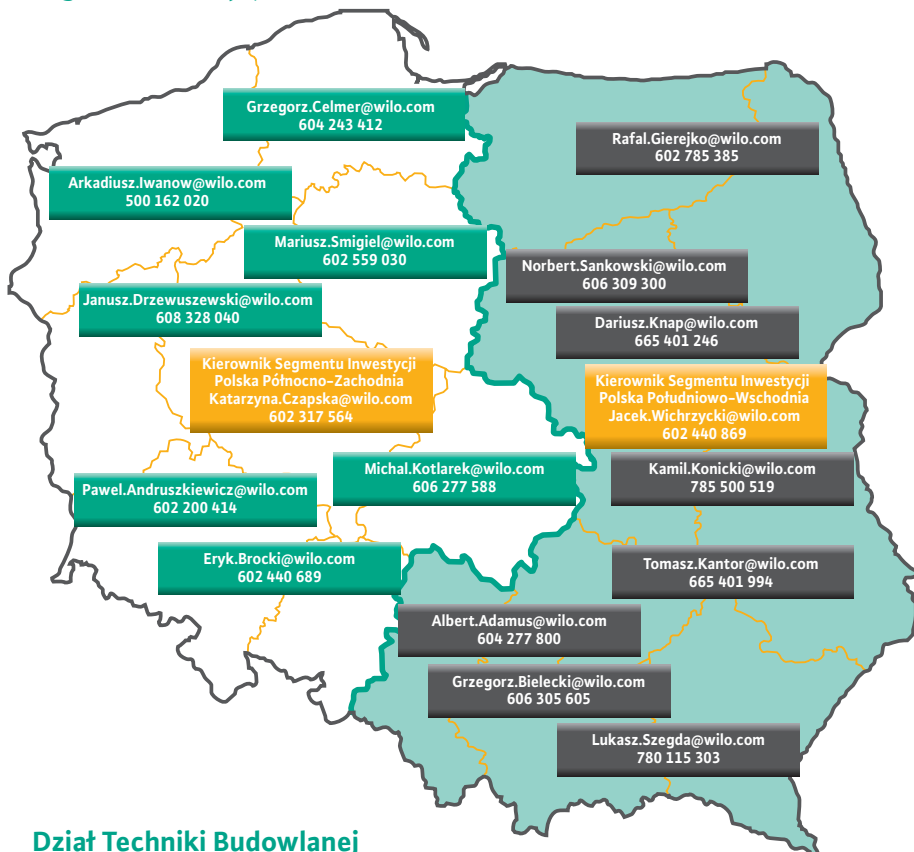 Grzegorz.Celmer@wilo.com
604 243 412
Rafal.Gierejko@wilo.com
602 785 385
Arkadiusz.Iwanow@wilo.com
500 162 020
Mariusz.Smigiel@wilo.com
602 559 030
Norbert.Sankowski@wilo.com
606 309 300
Janusz.Drzewuszewski@wilo.com
608 328 040
Dariusz.Knap@wilo.com
665 401 246
Kierownik Segmentu Inwestycji
Polska Północno-Zachodnia
Katarzyna.Czapska@wilo.com
602 317 564
Kierownik Segmentu Inwestycji
Polska Południowo-Wschodnia
Jacek.Wichrzycki@wilo.com
602 440 869
Michal.Kotlarek@wilo.com
606 277 588
Kamil.Konicki@wilo.com
785 500 519
Pawel.Andruszkiewicz@wilo.com
602 200 414
Eryk.Brocki@wilo.com
602 440 689
Tomasz.Kantor@wilo.com
665 401 994
Albert.Adamus@wilo.com
604 277 800
Grzegorz.Bielecki@wilo.com
606 305 605
Lukasz.Szegda@wilo.com
780 115 303
Dział Techniki Budowlanej